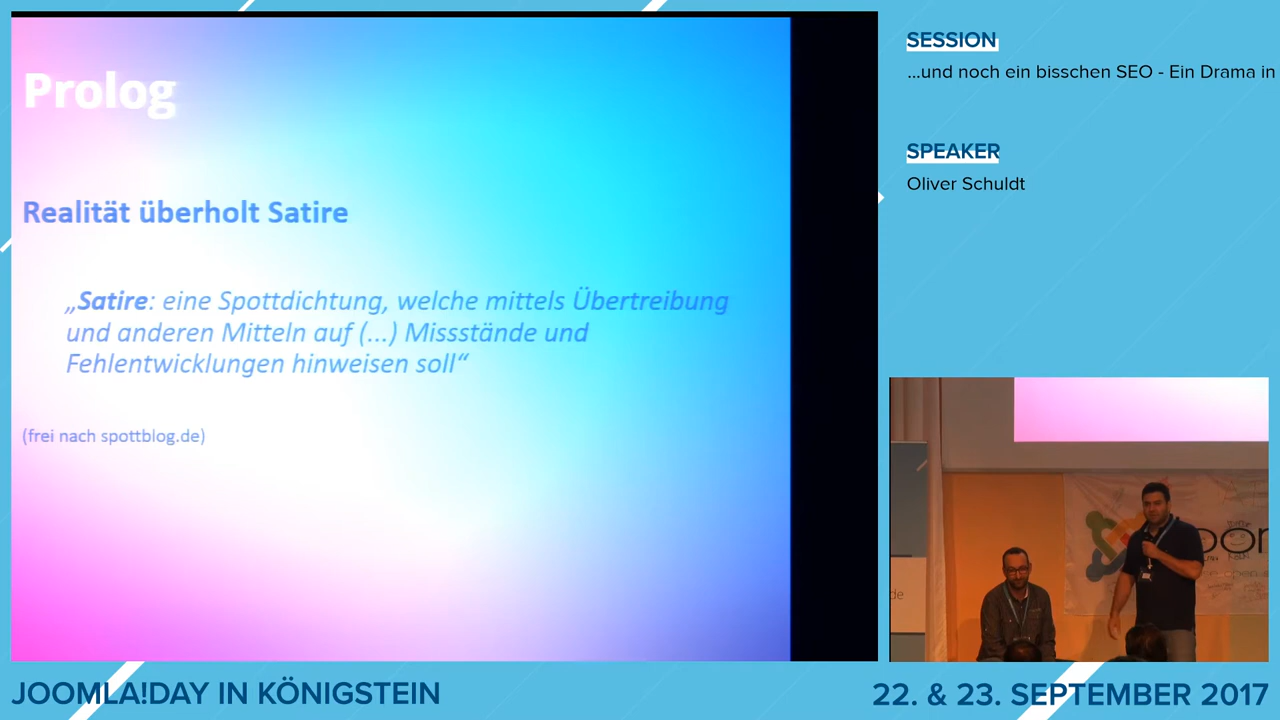 Prolog
Realität überholt Satire
„Satire: eine Spottdichtung, welche mittels Übertreibung
und anderen Mitteln auf (...) Missstände und
Fehlentwicklungen hinweisen soll“
(frei nach spottblog.de)
SESSION
...und noch ein bisschen SEO - Ein Drama in
SPEAKER
Oliver Schuldt
de
JOOMLA!DAY IN KÖNIGSTEIN
22. & 23. SEPTEMBER 2017